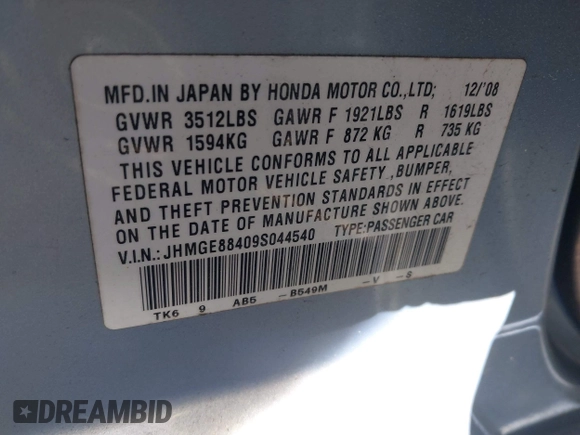 MFD.IN JAPAN BY HONDA MOTOR CO.,LTD; 12/'08
GVWR 3512LBS GAWR F 1921LBS R 1619LBS
GVWR 1594KG GAWR F 872 KG R 735 KG
THIS VEHICLE CONFORMS TO ALL APPLICABLE
FEDERAL MOTOR VEHICLE SAFETY ,BUMPER,
AND THEFT PREVENTION STANDARDS IN EFFECT
ON THE DATE OF MANUFACTURE SHOWN ABOVE.
V.I.N.:JHMGE88409S044540 TYPE:PASSENGER CAR
TK6 9 AB5 -B549M -V -S
DREAMBID